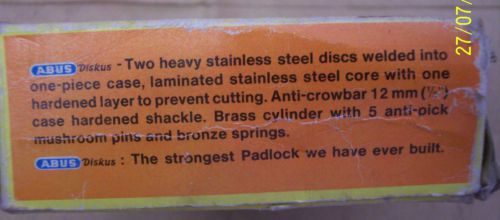 ABUS Diskus - Two heavy stainless steel discs welded into
one-piece case, laminated stainless steel core with one
hardened layer to prevent cutting. Anti-crowbar 12 mm (½")
case hardened shackle. Brass cylinder with 5 anti-pick
mushroom pins and bronze springs.
ABUS Diskus : The strongest Padlock we have ever built.
27/07/